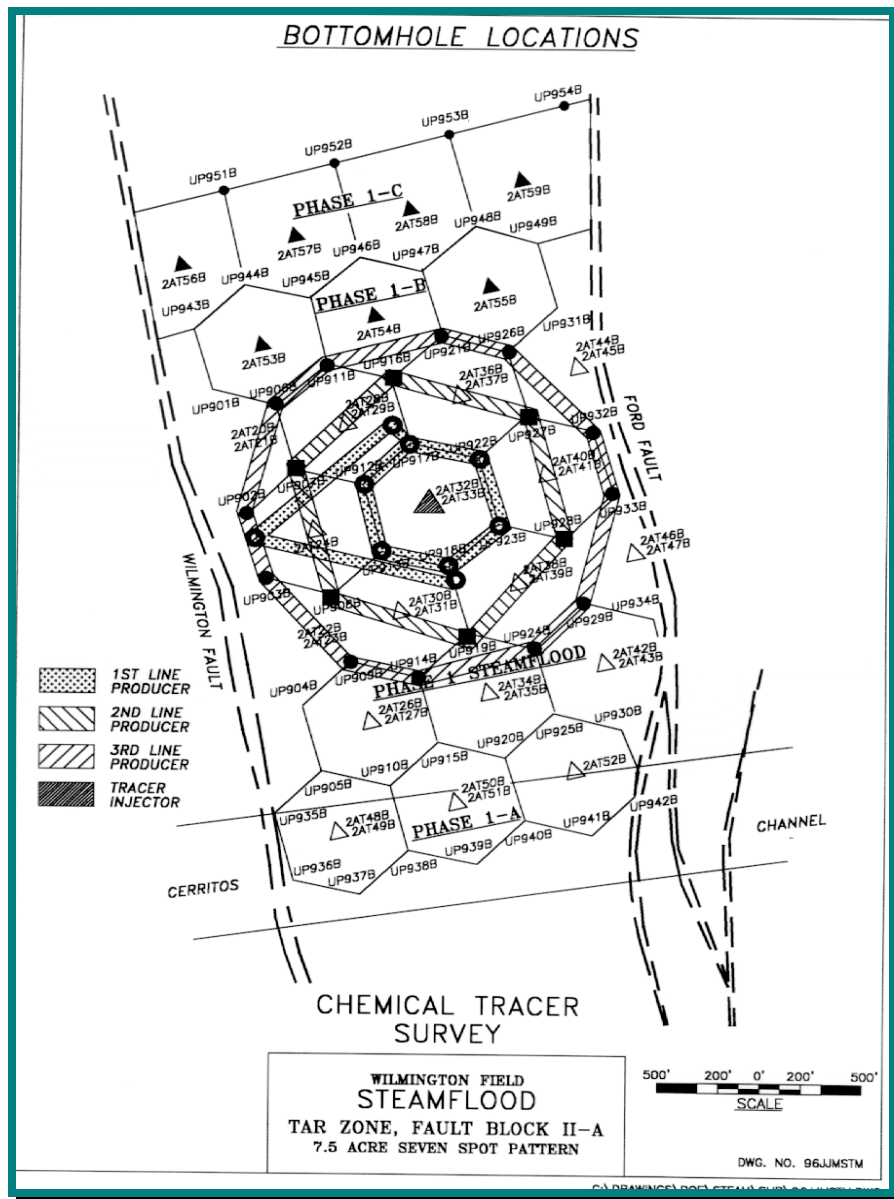 BOTTOMHOLE LOCATIONS
UP954B
UP953B
UP952B
UP951B
2AT59B
PHASE 1-C
2AT58B
UP948B
UP949B
2AT57B
UP946B
UP947B
2AT56B
UP944B
UP945B
UP943B
PHASE 1-B
2AT55B
2AT54B
UP931B
2AT53B
UP926B
UP921B
2AT44B
2AT45B
UP916B
UP911B
2AT36B
2AT37B
UP901B
UP906B
2AT28B
2AT29B
2AT20B
2AT21B
FORD FAULT
UP932B
UP927B
UP922B
UP917B
UP912B
UP907B
2AT40B
2AT41B
2AT32B
2AT33B
UP902B
UP933B
UP928B
UP923B
UP918B
2AT24B
UP913B
2AT46B
2AT47B
WILMINGTON FAULT
2AT38B
2AT39B
UP903B
UP908B
2AT30B
2AT31B
UP934B
UP929B
2AT22B
2AT23B
UP924B
UP919B
UP914B
UP909B
2AT42B
2AT43B
PHASE 1 STEAMFLOOD
UP904B
2AT34B
2AT35B
2AT26B
2AT27B
1ST LINE
PRODUCER
2ND LINE
PRODUCER
3RD LINE
PRODUCER
TRACER
INJECTOR
UP930B
UP925B
UP920B
UP915B
UP910B
UP905B
2AT52B
2AT50B
2AT51B
UP935B
2AT48B
2AT49B
PHASE 1-A
UP942B
UP941B
UP940B
UP939B
UP938B
UP937B
UP936B
CHANNEL
CERRITOS
CHEMICAL TRACER
SURVEY
WILMINGTON FIELD
STEAMFLOOD
TAR ZONE, FAULT BLOCK II-A
7.5 ACRE SEVEN SPOT PATTERN
500' 200' 0' 200' 500'
SCALE
DWG. NO. 96JJMSTM